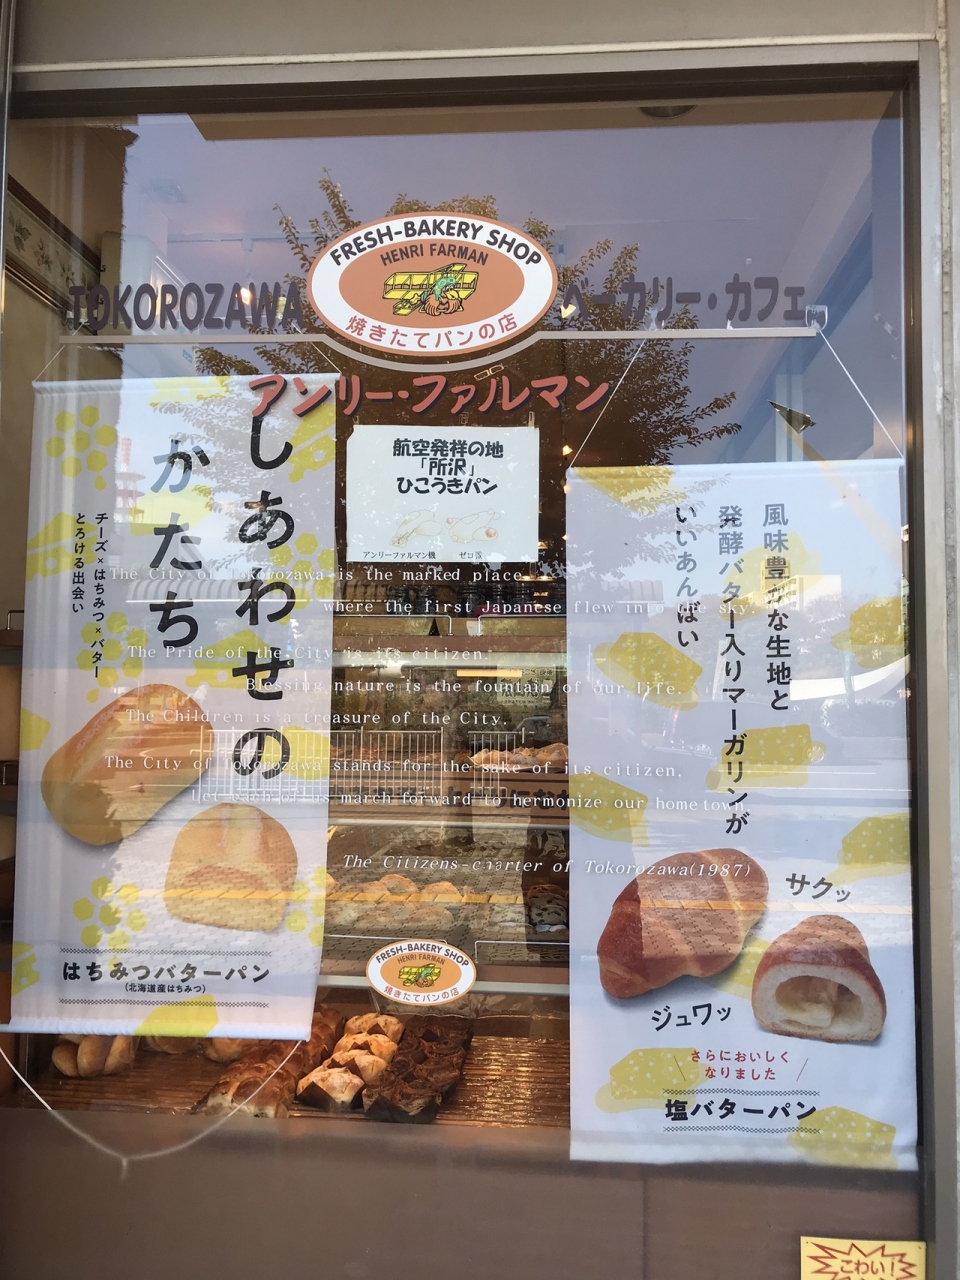 FRESH-BAKERY SHOP
HENRI FARMAN
焼きたてパンの店
TOKOROZAWA
ベーカリー・カフェ
アンリー・ファルマン
航空発祥の地
「所沢」
ひこうきパン
アンリーファルマン機
しあわせの
かたち
チーズ×はちみつ×バター
とろける出会い
はちみつバターパン
(北海道産はちみつ)
風味豊かな生地と
発酵バター入りマーガリンが
いいあんばい
サクッ
ジュワッ
さらにおいしく
なりました
塩バターパン
The City of Tokorozawa is the marked place
where the first Japanese flew into the sky.
The Pride of the City is its citizen.
Blessing nature is the fountain of our life.
The Children is a treasure of the City.
The City of Tokorozawa stands for the sake of its citizen.
Let each of us march forward to hermonize our hometown.
The Citizens-charter of Tokorozawa(1987)
FRESH-BAKERY SHOP
HENRI FARMAN
焼きたてパンの店
こわい!